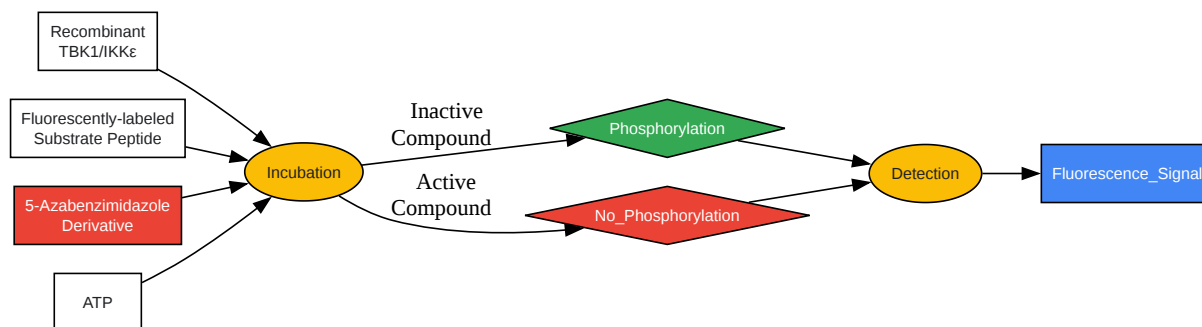 Recombinant
TBK1/IKKε
Fluorescently-labeled
Substrate Peptide
5-Azabenzimidazole
Derivative
ATP
Incubation
Inactive
Compound
Active
Compound
Phosphorylation
No_Phosphorylation
Detection
Fluorescence_Signal